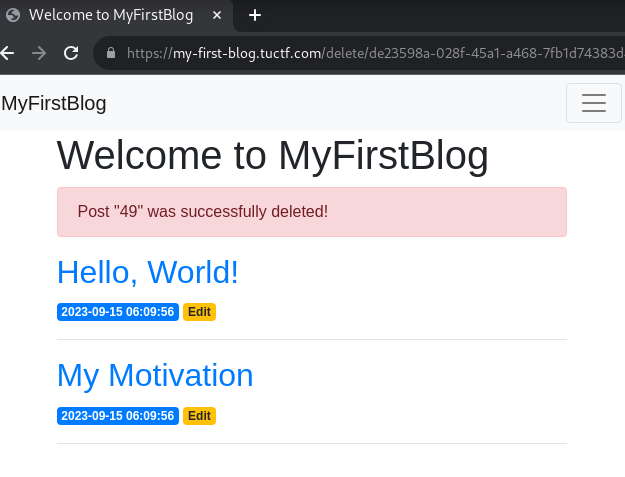 Welcome to MyFirstBlog
https://my-first-blog.tuctf.com/delete/de23598a-028f-45a1-a468-7fb1d74383d
MyFirstBlog
Welcome to MyFirstBlog
Post "49" was successfully deleted!
Hello, World!
2023-09-15 06:09:56 Edit
My Motivation
2023-09-15 06:09:56 Edit